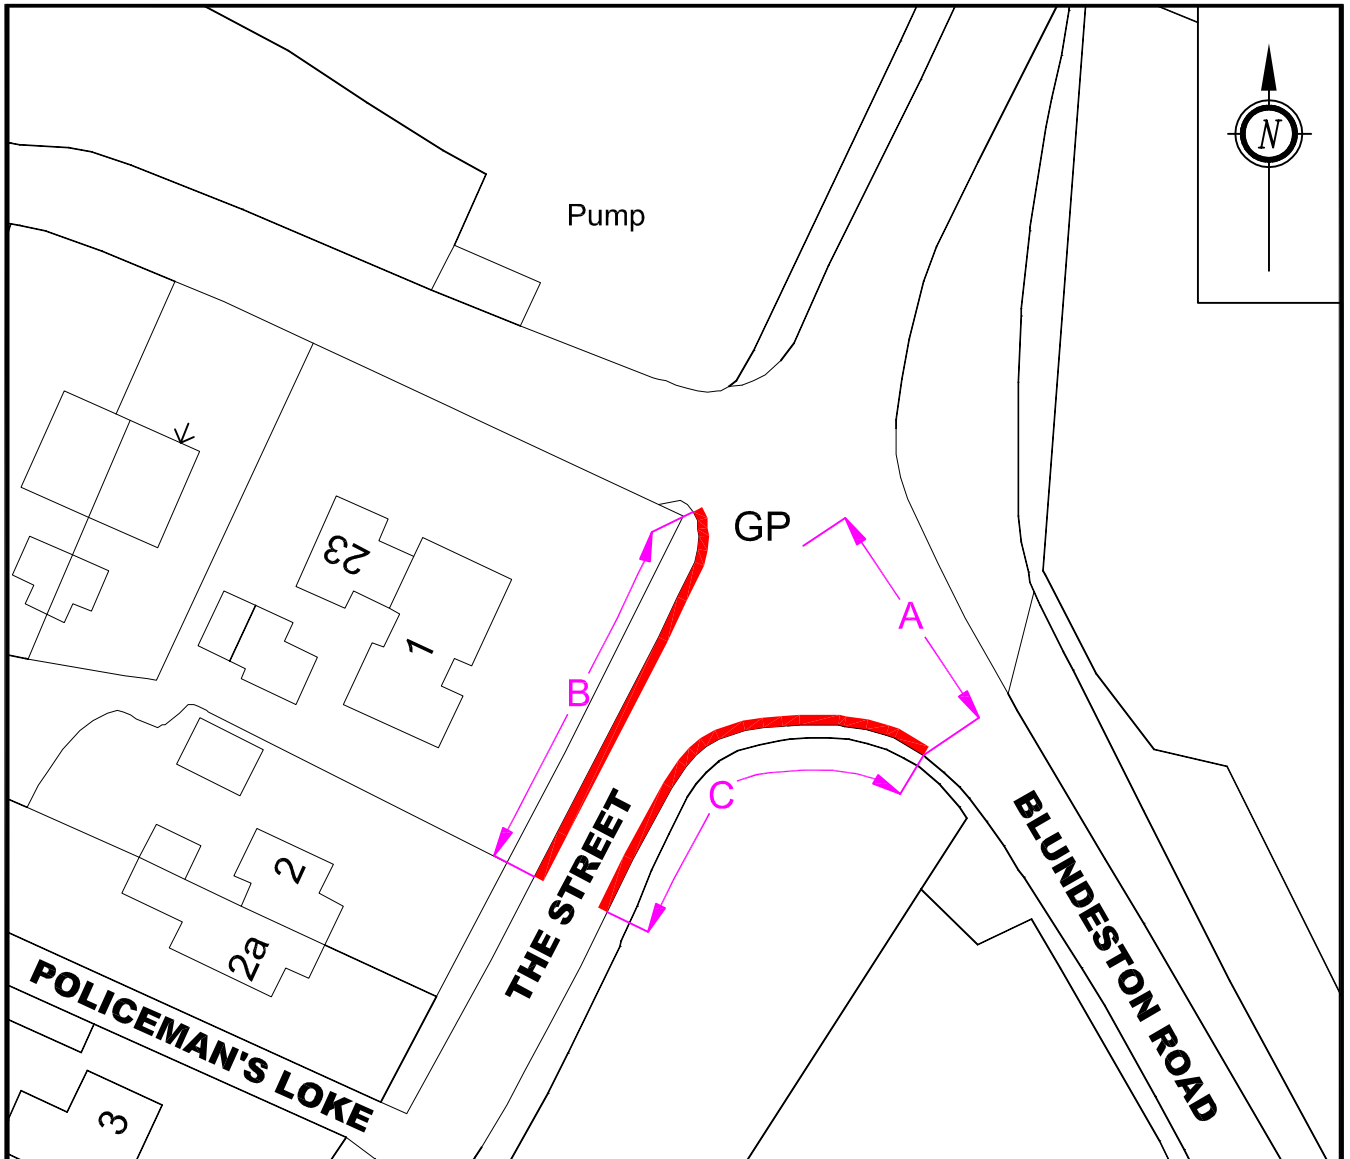 N
Pump
GP
23
A
1
B
C
THE STREET
BLUNDESTON ROAD
2
2a
POLICEMAN'S LOKE
3